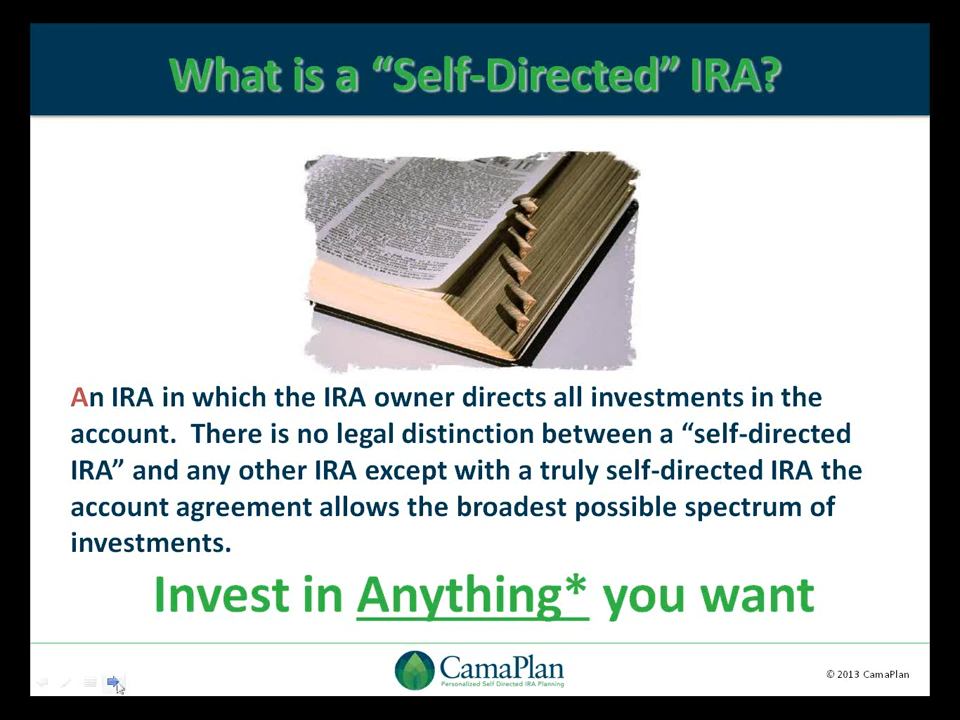 What is a “Self-Directed” IRA?
An IRA in which the IRA owner directs all investments in the
account.  There is no legal distinction between a “self-directed
IRA” and any other IRA except with a truly self-directed IRA the
account agreement allows the broadest possible spectrum of
investments.
Invest in Anything* you want
CamaPlan
Personalized Self Directed IRA Planning
© 2013 CamaPlan